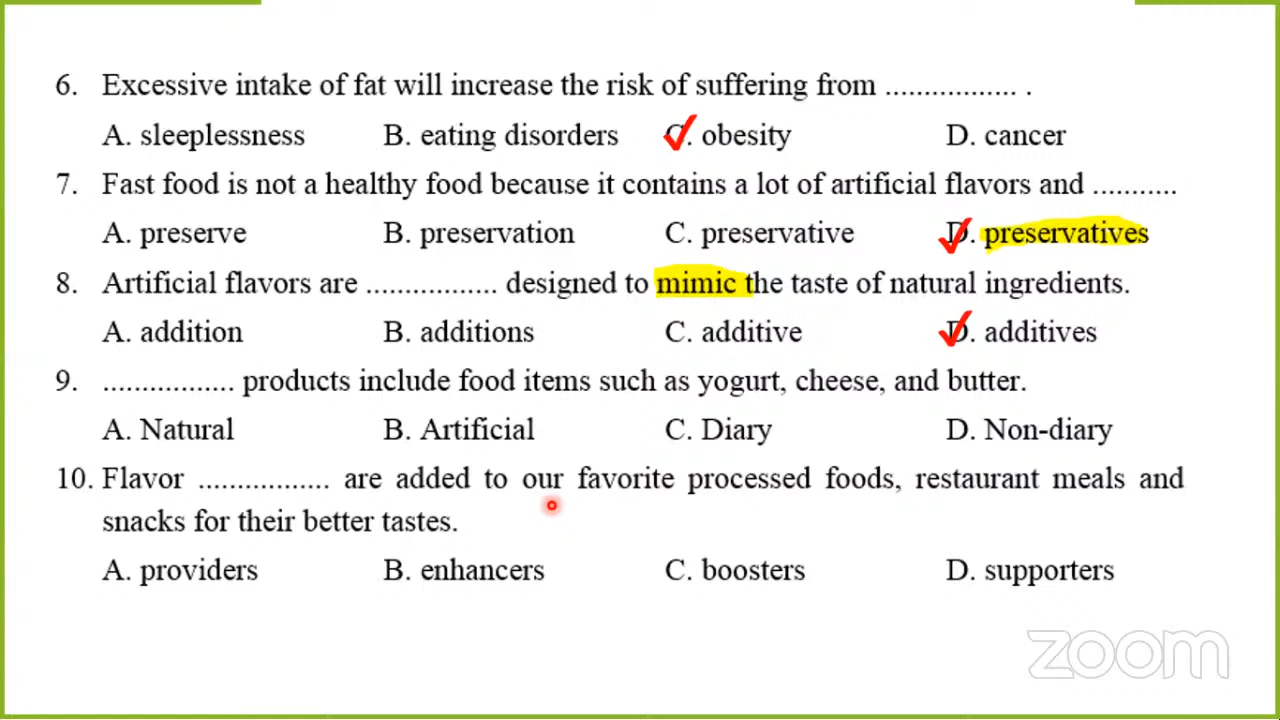 6. Excessive intake of fat will increase the risk of suffering from ................. .
A. sleeplessness B. eating disorders C. obesity D. cancer
7. Fast food is not a healthy food because it contains a lot of artificial flavors and ...........
A. preserve B. preservation C. preservative D. preservatives
8. Artificial flavors are ................. designed to mimic the taste of natural ingredients.
A. addition B. additions C. additive D. additives
9. ................. products include food items such as yogurt, cheese, and butter.
A. Natural B. Artificial C. Diary D. Non-diary
10. Flavor ................. are added to our favorite processed foods, restaurant meals and
snacks for their better tastes.
A. providers B. enhancers C. boosters D. supporters
zoom